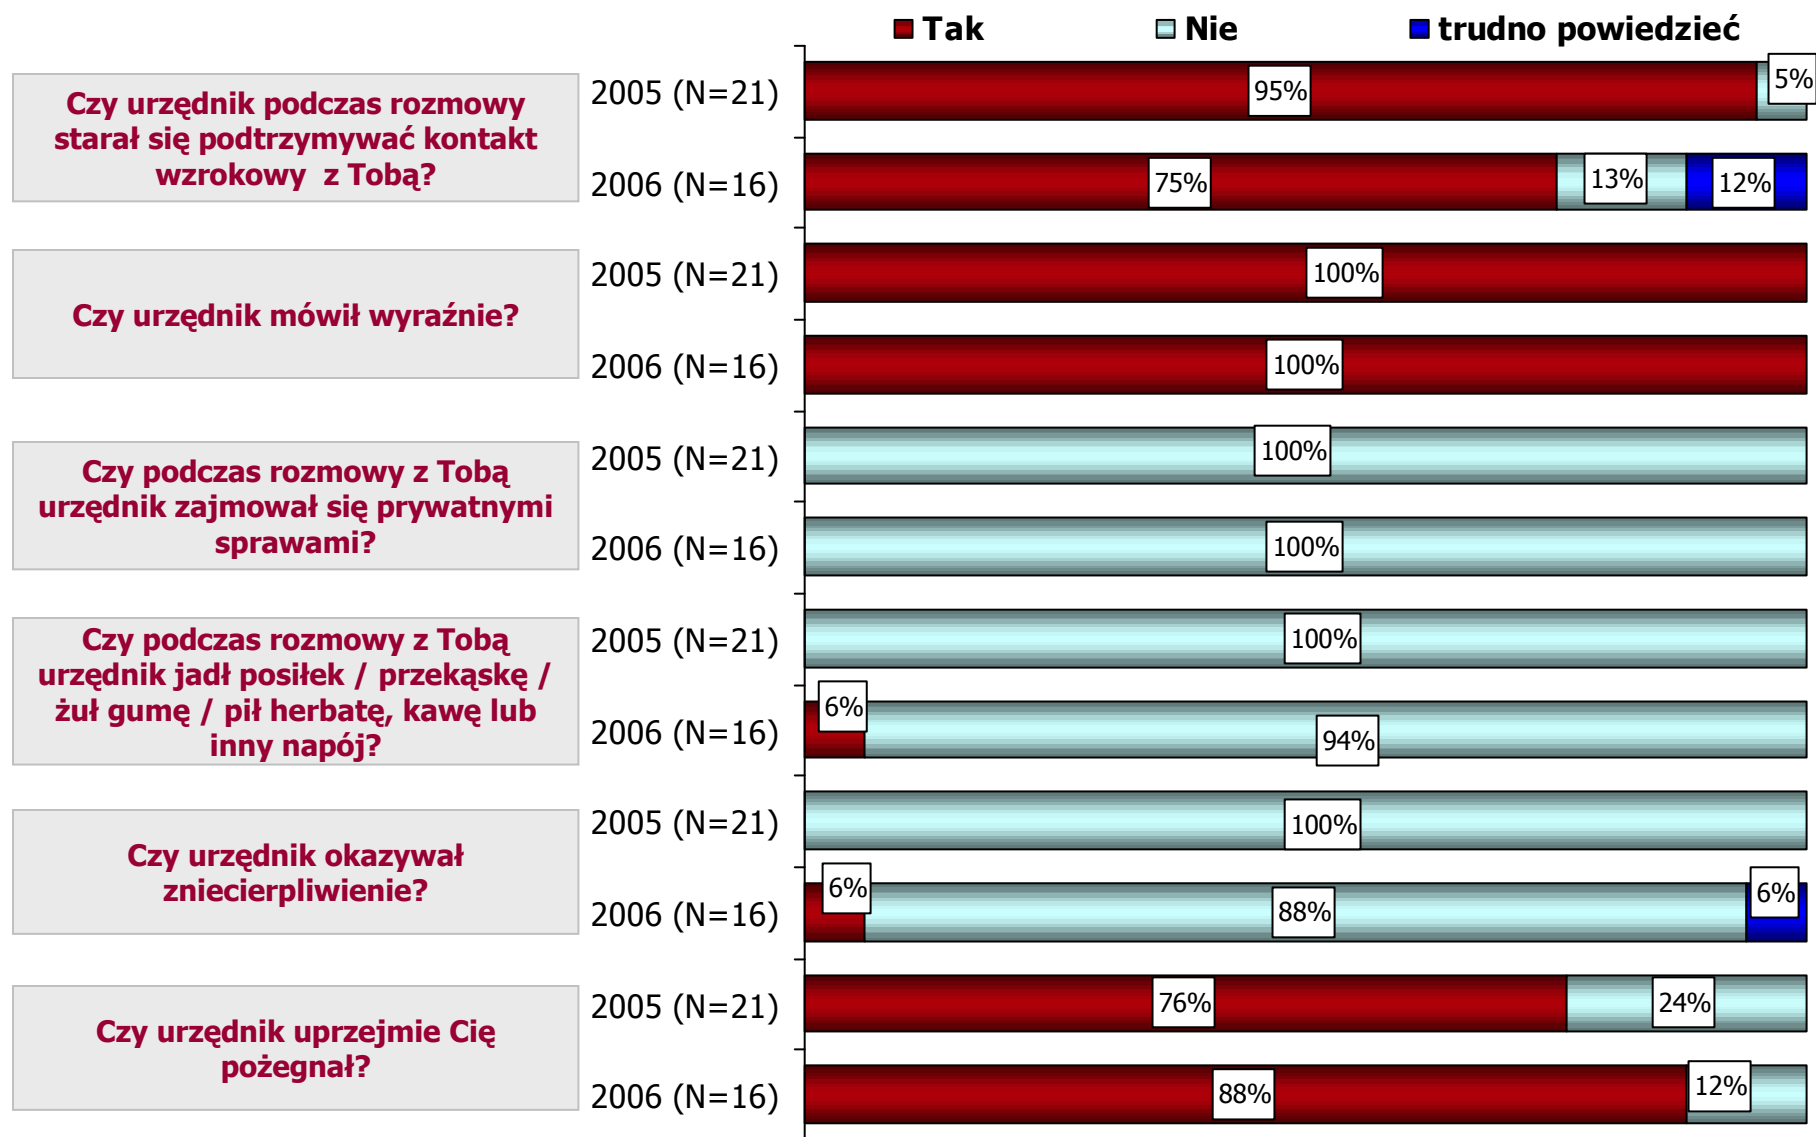 Tak Nie trudno powiedzieć
Czy urzędnik podczas rozmowy
starał się podtrzymywać kontakt
wzrokowy z Tobą?
2005 (N=21) 95% 5%
2006 (N=16) 75% 13% 12%
Czy urzędnik mówił wyraźnie?
2005 (N=21) 100%
2006 (N=16) 100%
Czy podczas rozmowy z Tobą
urzędnik zajmował się prywatnymi
sprawami?
2005 (N=21) 100%
2006 (N=16) 100%
Czy podczas rozmowy z Tobą
urzędnik jadł posiłek / przekąskę /
żuł gumę / pił herbatę, kawę lub
inny napój?
2005 (N=21) 100%
2006 (N=16) 6% 94%
Czy urzędnik okazywał
zniecierpliwienie?
2005 (N=21) 100%
2006 (N=16) 6% 88% 6%
Czy urzędnik uprzejmie Cię
pożegnał?
2005 (N=21) 76% 24%
2006 (N=16) 88% 12%